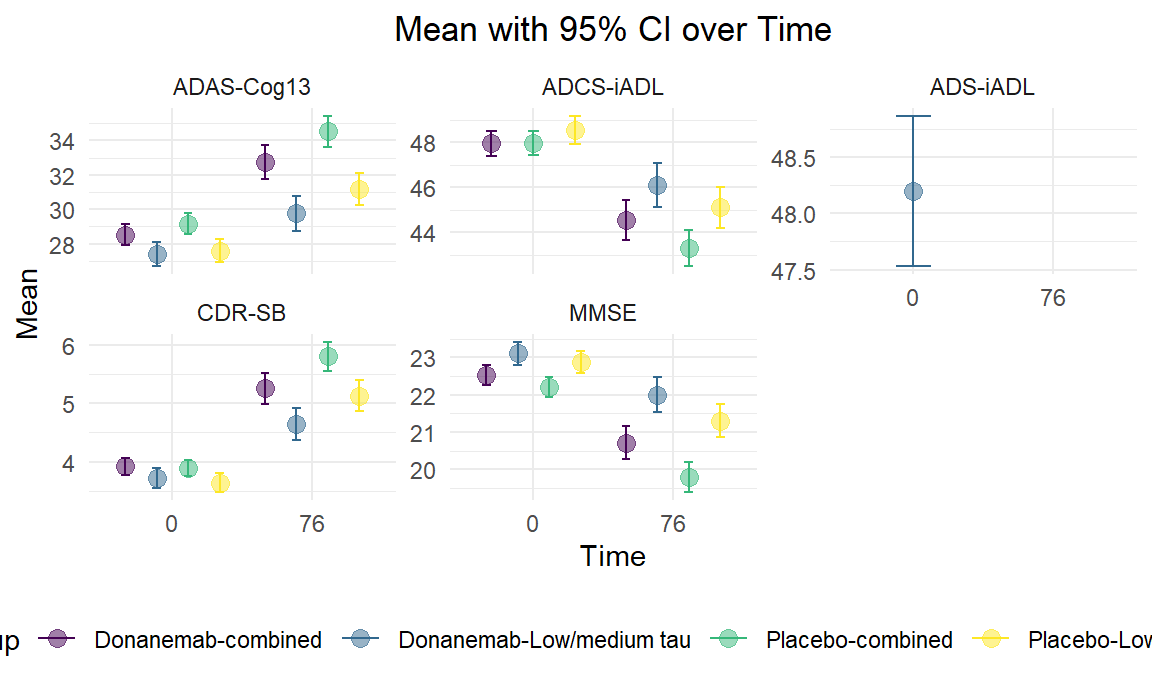 Mean with 95% CI over Time
ADAS-Cog13
34
32
30
28
ADCS-iADL
48
46
44
ADS-iADL
48.5
48.0
47.5
0 76
Mean
CDR-SB
6
5
4
0 76
MMSE
23
22
21
20
0 76
Time
up Donanemab-combined Donanemab-Low/medium tau Placebo-combined Placebo-Low